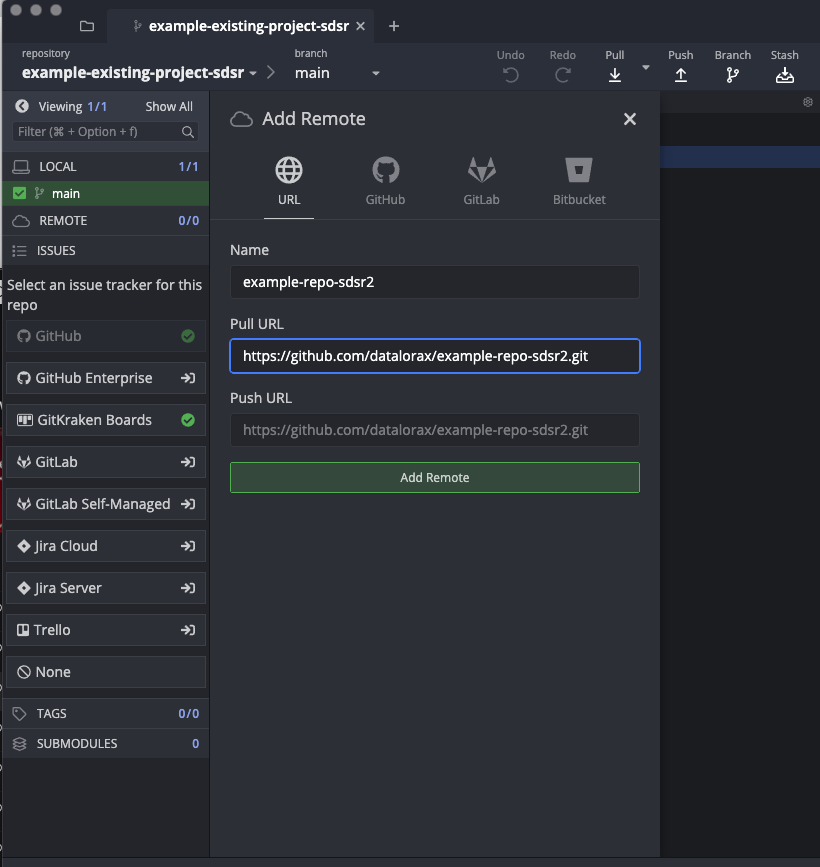 example-existing-project-sdsr
repository
example-existing-project-sdsr
branch
main
Undo
Redo
Pull
Push
Branch
Stash
Viewing 1/1
Show All
Filter (⌘ + Option + f)
LOCAL 1/1
main
REMOTE 0/0
ISSUES
Select an issue tracker for this
repo
GitHub
GitHub Enterprise
GitKraken Boards
GitLab
GitLab Self-Managed
Jira Cloud
Jira Server
Trello
None
TAGS 0/0
SUBMODULES 0
Add Remote
URL
GitHub
GitLab
Bitbucket
Name
example-repo-sdsr2
Pull URL
https://github.com/datalorax/example-repo-sdsr2.git
Push URL
https://github.com/datalorax/example-repo-sdsr2.git
Add Remote